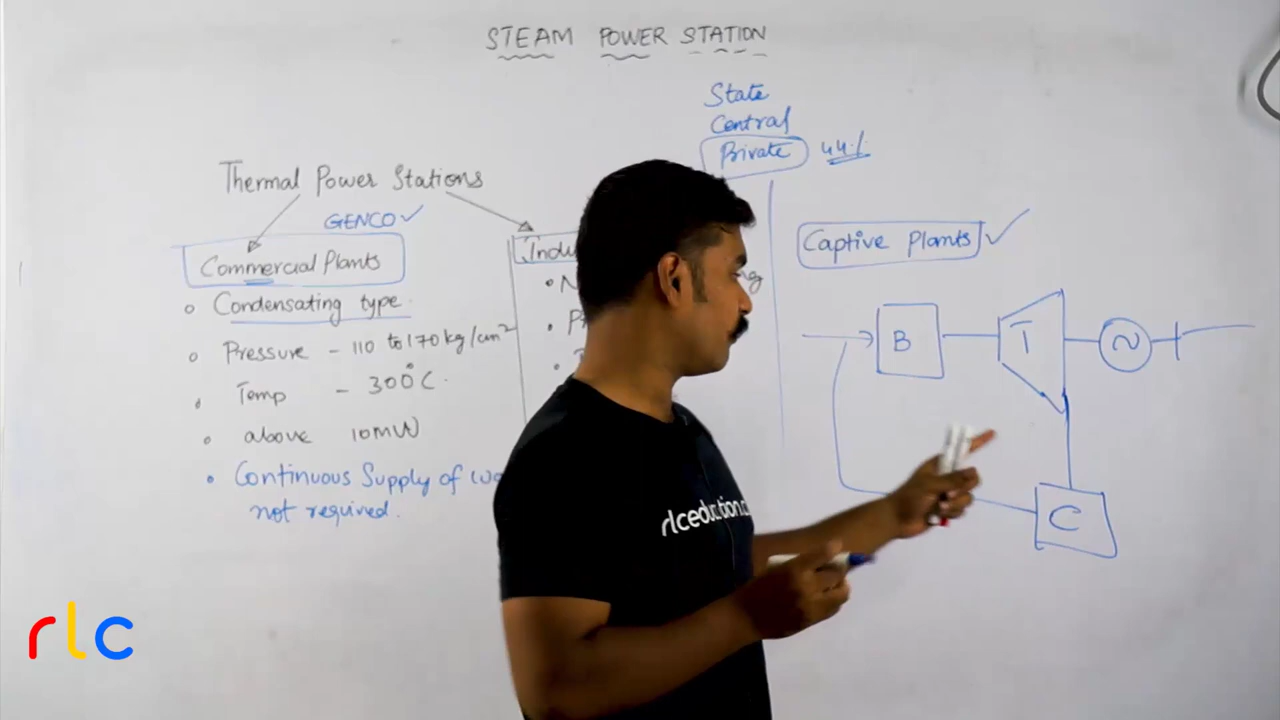 STEAM POWER STATION
State
Central
Private 44%
Thermal Power Stations
GENCO
Commercial Plants
• Condensating type.
• Pressure - 110 to 170 kg/cm²
• Temp - 300°C.
• above 10MW
• Continuous Supply of
not required.
Captive Plants
B
T
~
C
rlceducation
rlc